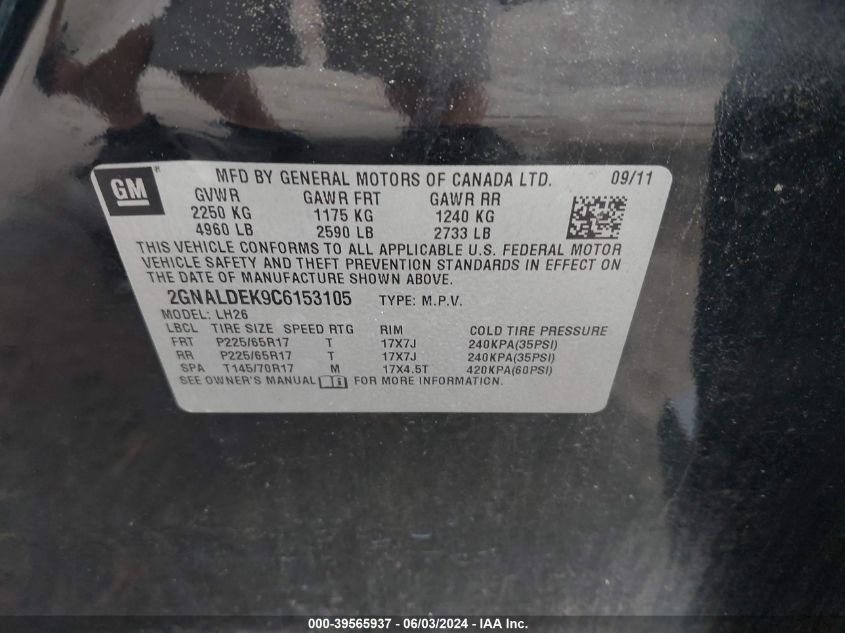 GM
MFD BY GENERAL MOTORS OF CANADA LTD. 09/11
GVWR GAWR FRT GAWR RR
2250 KG 1175 KG 1240 KG
4960 LB 2590 LB 2733 LB
THIS VEHICLE CONFORMS TO ALL APPLICABLE U.S. FEDERAL MOTOR
VEHICLE SAFETY AND THEFT PREVENTION STANDARDS IN EFFECT ON
THE DATE OF MANUFACTURE SHOWN ABOVE.
2GNALDEK9C6153105 TYPE: M.P.V.
MODEL: LH26
LBCL TIRE SIZE SPEED RTG RIM COLD TIRE PRESSURE
FRT P225/65R17 T 17X7J 240KPA(35PSI)
RR P225/65R17 T 17X7J 240KPA(35PSI)
SPA T145/70R17 M 17X4.5T 420KPA(60PSI)
SEE OWNER'S MANUAL FOR MORE INFORMATION.
000-39565937 - 06/03/2024 - IAA Inc.